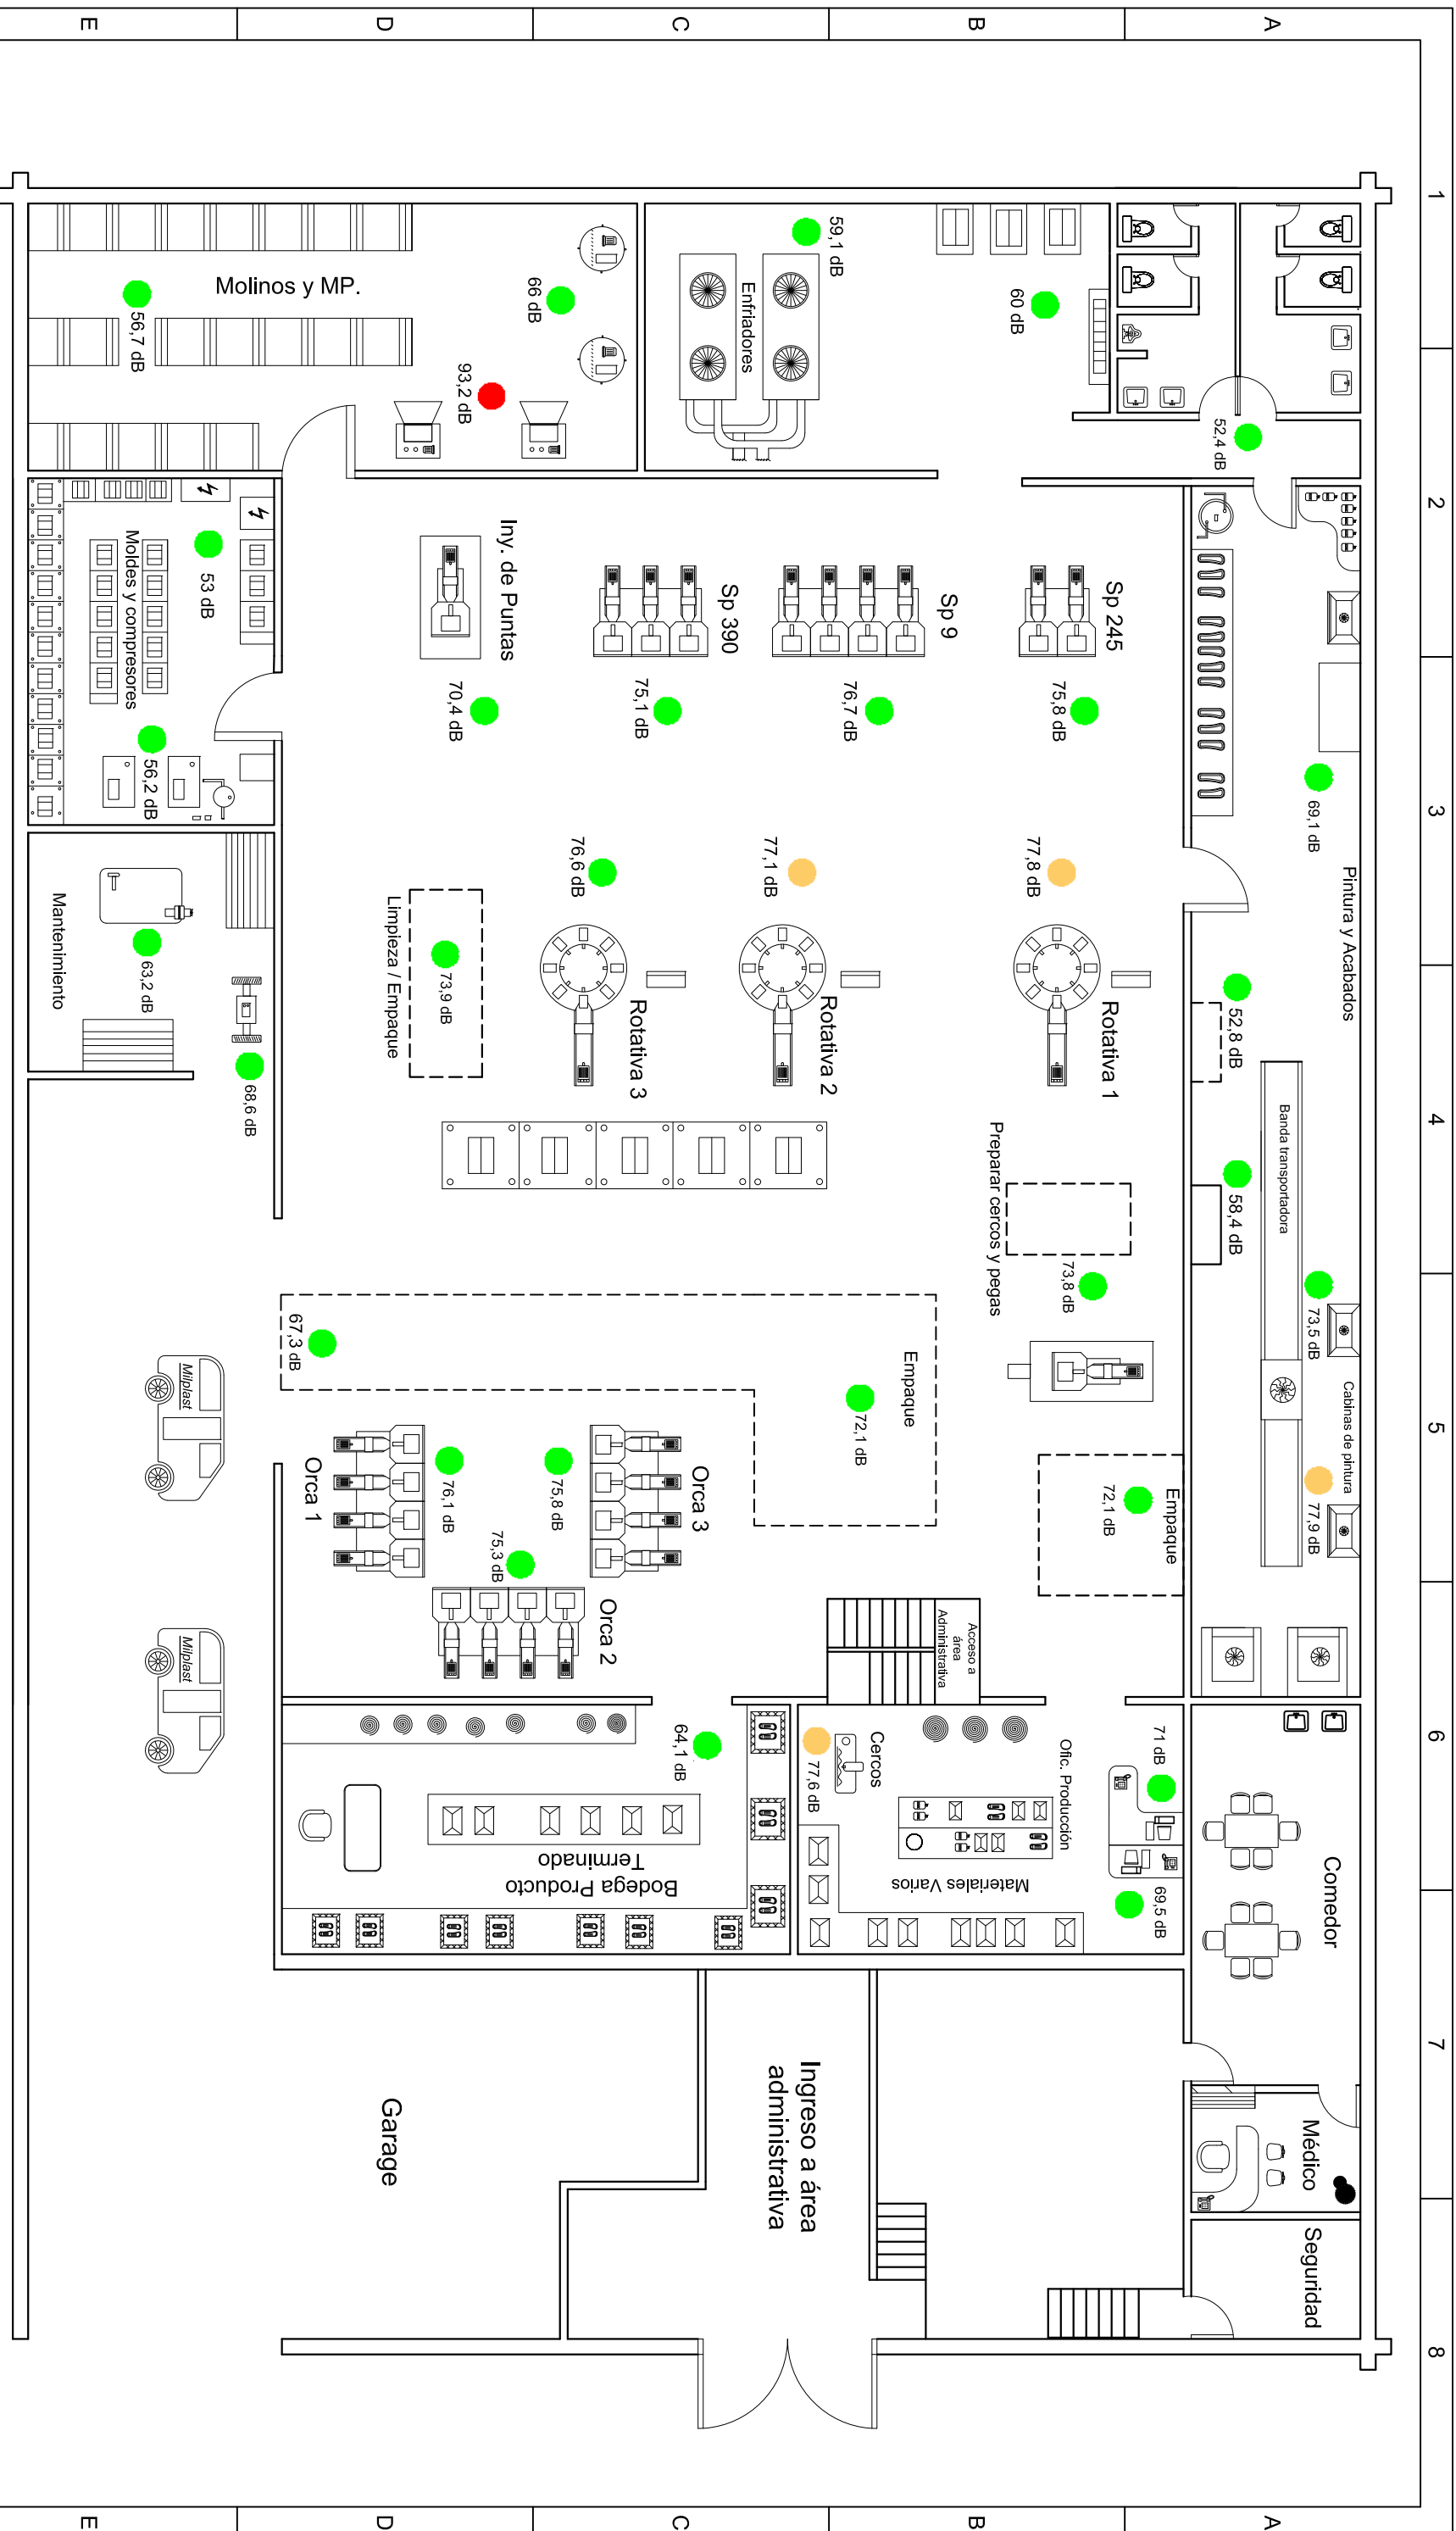 A
B
C
D
E
1
2
3
4
5
6
7
8
52,4 dB
Pintura y Acabados
69,1 dB
52,8 dB
58,4 dB
Banda transportadora
73,5 dB
Cabinas de pintura
77,9 dB
Comedor
Médico
Seguridad
60 dB
59,1 dB
Enfriadores
Sp 245
75,8 dB
Sp 9
76,7 dB
Sp 390
75,1 dB
Iny. de Puntas
70,4 dB
77,8 dB
Rotativa 1
77,1 dB
Rotativa 2
76,6 dB
Rotativa 3
73,9 dB
Limpieza / Empaque
Preparar cercos y pegas
73,8 dB
Empaque
72,1 dB
Empaque
72,1 dB
67,3 dB
Orca 3
75,8 dB
76,1 dB
Orca 1
75,3 dB
Orca 2
Acceso a
área
Administrativa
71 dB
Ofic. Producción
69,5 dB
Cercos
77,6 dB
Materiales Varios
64,1 dB
Bodega Producto
Terminado
Ingreso a área
administrativa
Garage
66 dB
93,2 dB
Molinos y MP.
56,7 dB
53 dB
Moldes y compresores
56,2 dB
Mantenimiento
63,2 dB
68,6 dB
Milplast
Milplast
A
B
C
D
E